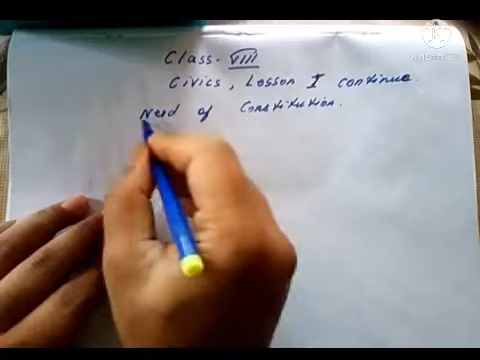 Class - VIII
Civics, Lesson I continue
Need of Constitution.